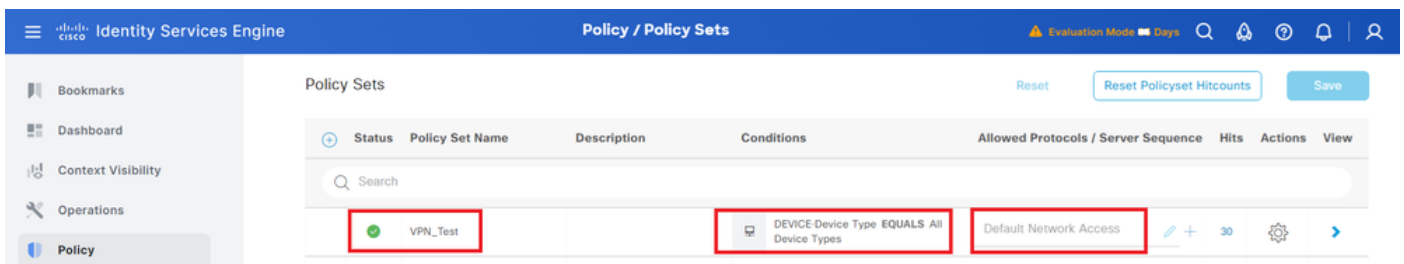 cisco Identity Services Engine
Policy / Policy Sets
Evaluation Mode Days
Bookmarks
Dashboard
Context Visibility
Operations
Policy
Policy Sets
Reset
Reset Policyset Hitcounts
Save
Status Policy Set Name Description Conditions Allowed Protocols / Server Sequence Hits Actions View
Search
VPN_Test
DEVICE·Device Type EQUALS All
Device Types
Default Network Access
30